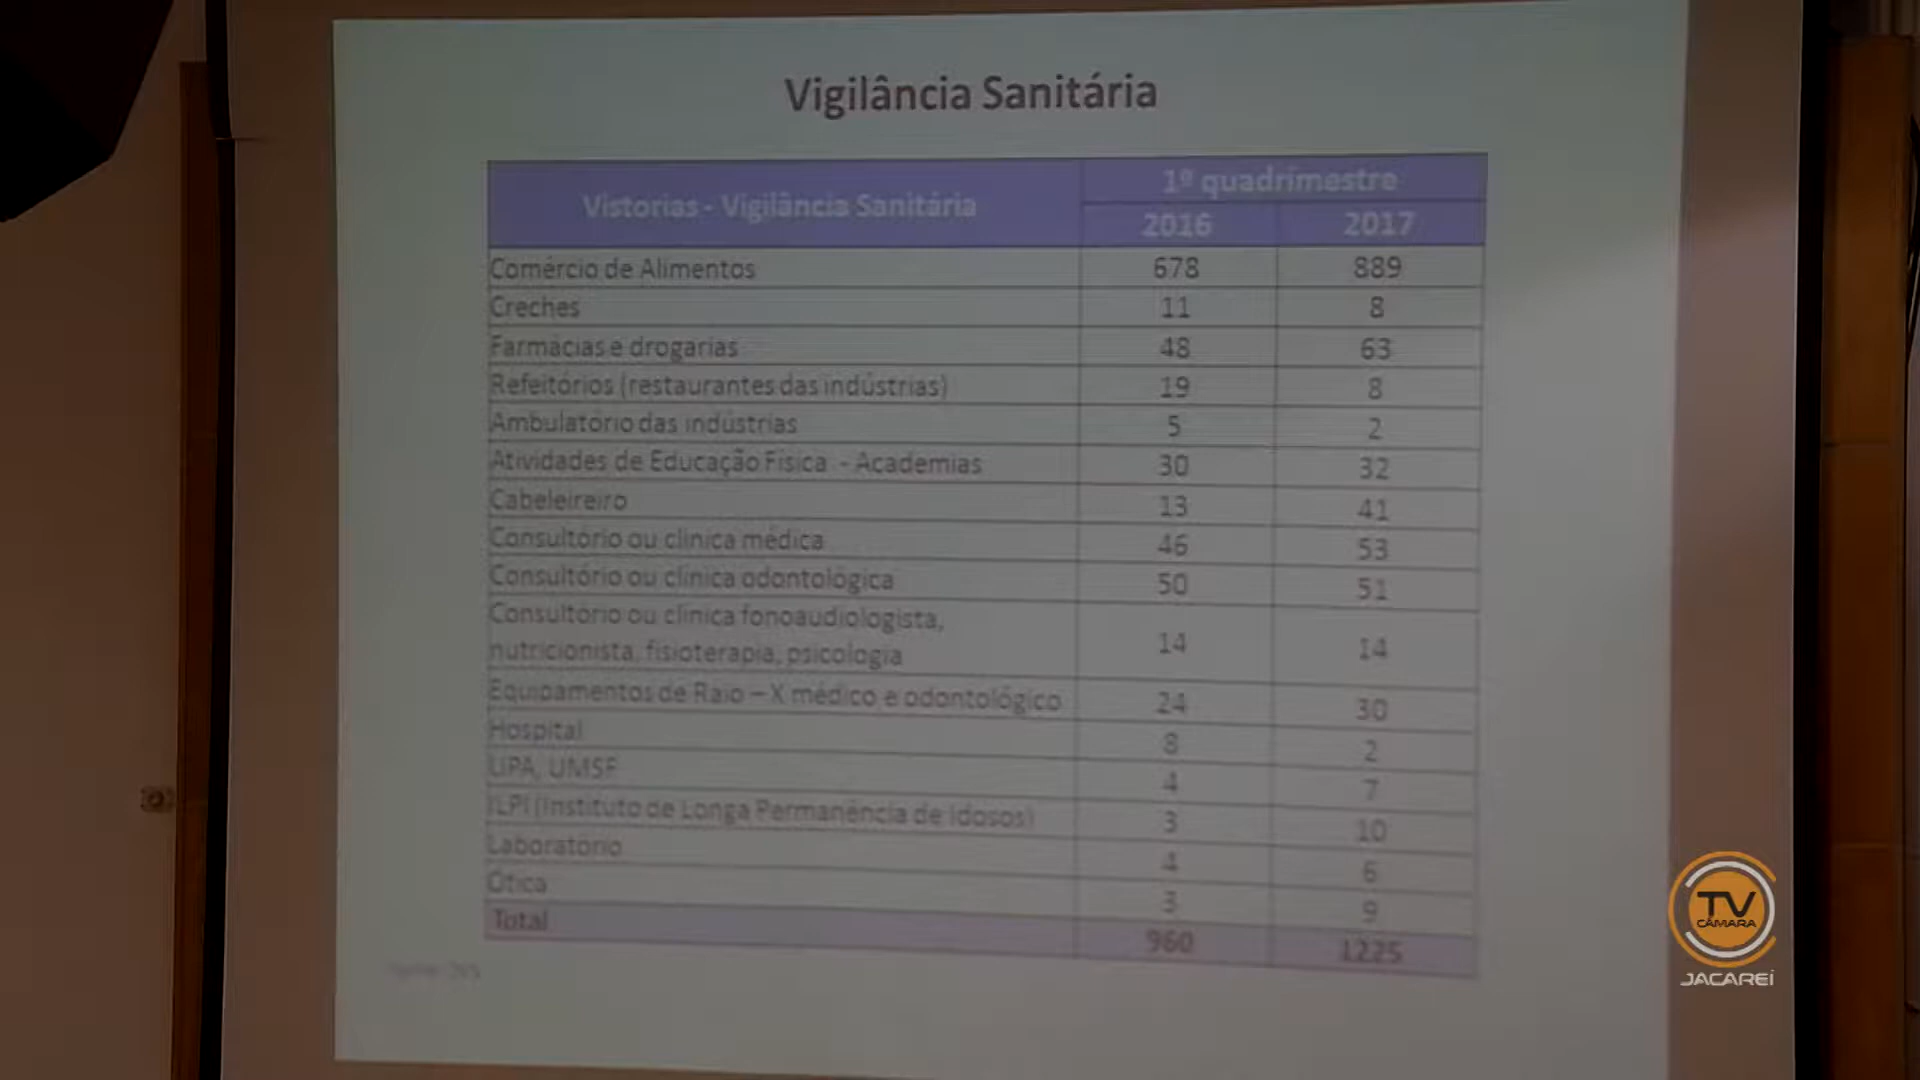 Vigilância Sanitária
Vistorias - Vigilância Sanitária
1º quadrimestre
2016 2017
Comércio de Alimentos 678 889
Creches 11 8
Farmácias e drogarias 48 63
Refeitórios (restaurantes das indústrias) 19 8
Ambulatório das indústrias 5 2
Atividades de Educação Física - Academias 30 32
Cabeleireiro 13 41
Consultório ou clínica médica 46 53
Consultório ou clínica odontológica 50 51
Consultório ou clínica fonoaudiologista,
nutricionista, fisioterapia, psicologia 14 14
Equipamentos de Raio – X médico e odontológico 24 30
Hospital 8 2
UPA, UMSF 4 7
ILPI (Instituto de Longa Permanência de Idosos) 3 10
Laboratório 4 6
Ótica 3 9
Total 960 1225
TV
CÂMARA
JACAREÍ